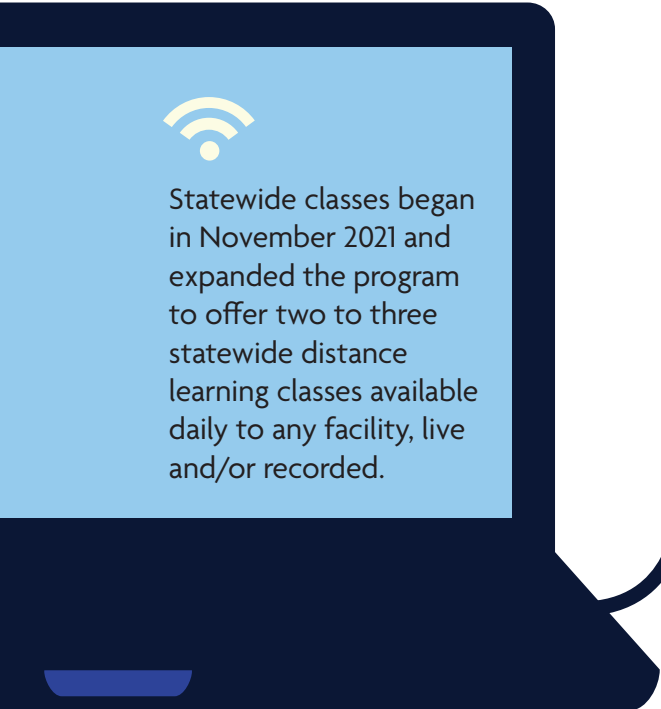 Statewide classes began
in November 2021 and
expanded the program
to offer two to three
statewide distance
learning classes available
daily to any facility, live
and/or recorded.